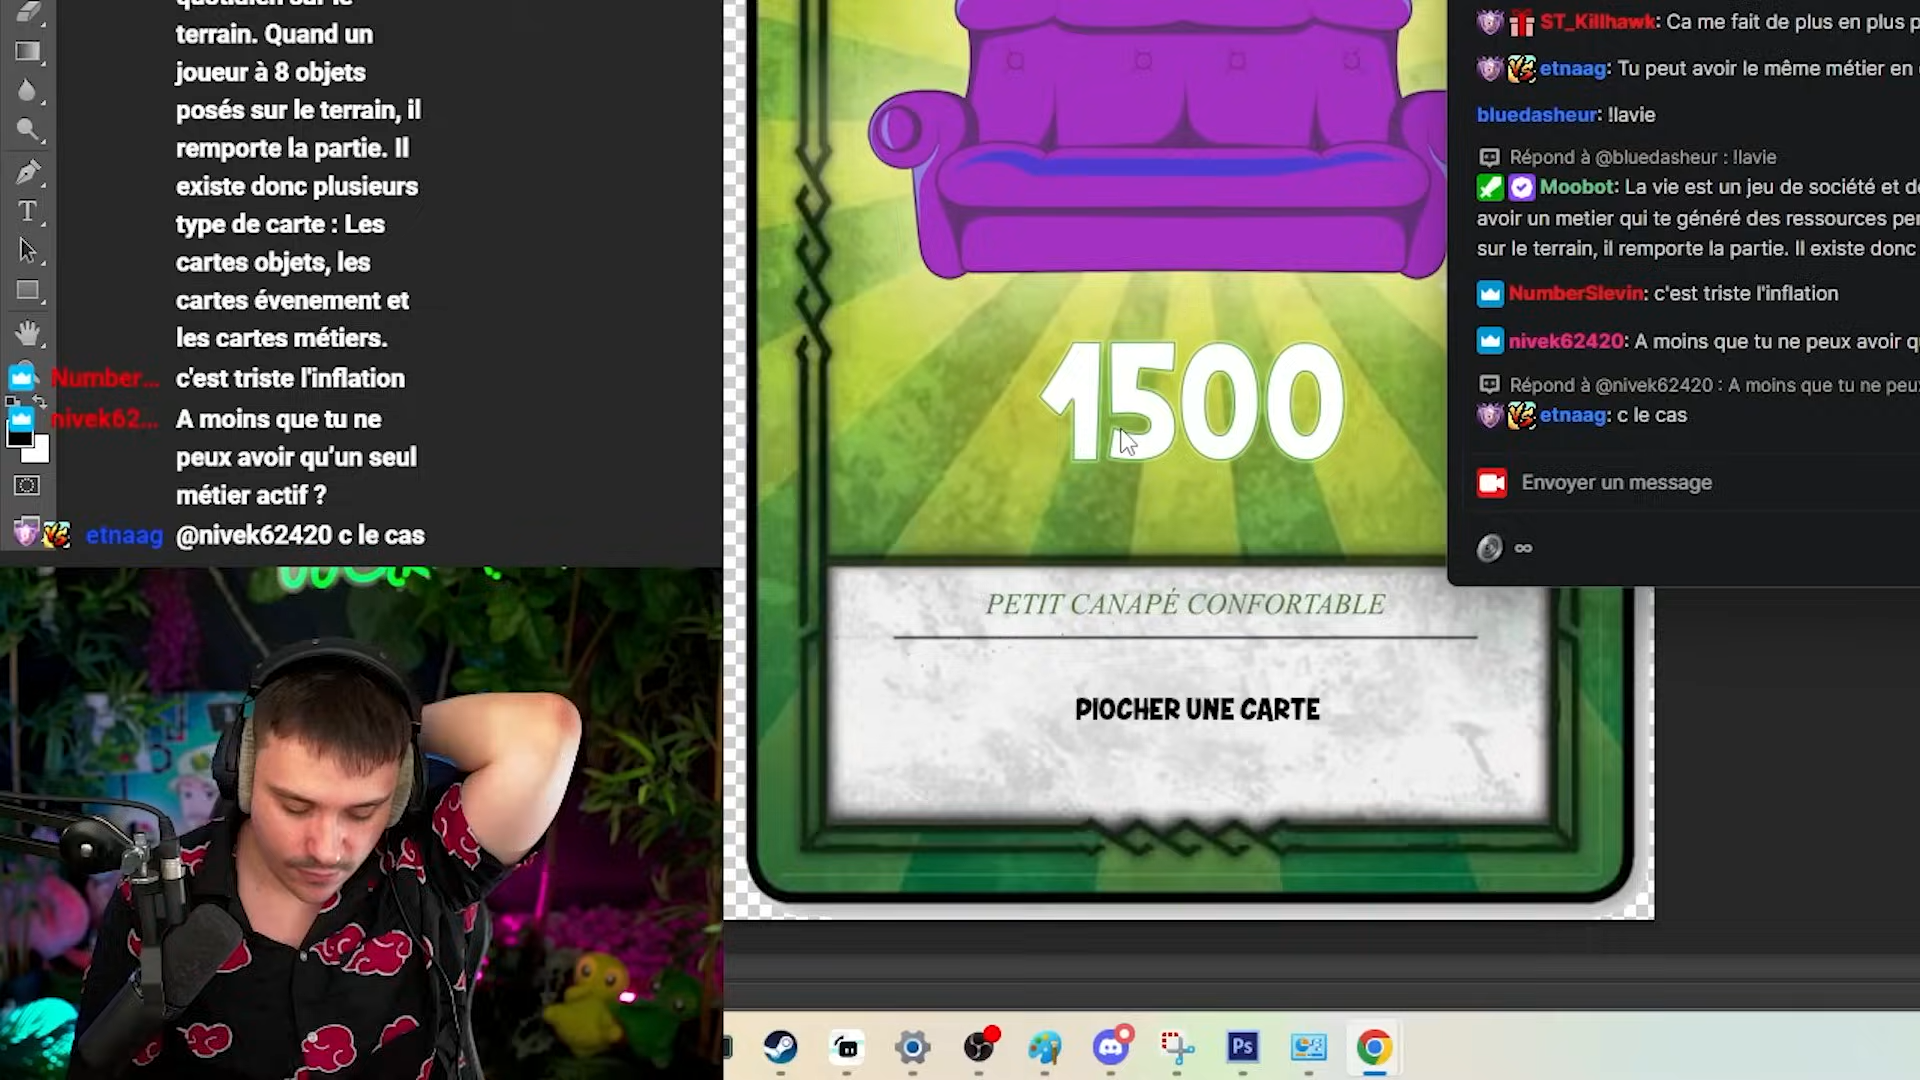 terrain. Quand un
joueur à 8 objets
posés sur le terrain, il
remporte la partie. Il
existe donc plusieurs
type de carte : Les
cartes objets, les
cartes évenement et
les cartes métiers.
Number... c'est triste l'inflation
nivek62... A moins que tu ne
peux avoir qu'un seul
métier actif ?
etnaag @nivek62420 c le cas
1500
PETIT CANAPÉ CONFORTABLE
PIOCHER UNE CARTE
ST_Killhawk: Ca me fait de plus en plus
etnaag: Tu peut avoir le même métier en
bluedasheur: !lavie
Répond à @bluedasheur : !lavie
Moobot: La vie est un jeu de société et
avoir un metier qui te généré des ressources
sur le terrain, il remporte la partie. Il existe donc
NumberSlevin: c'est triste l'inflation
nivek62420: A moins que tu ne peux avoir
Répond à @nivek62420 : A moins que tu ne
etnaag: c le cas
Envoyer un message
∞
Ps